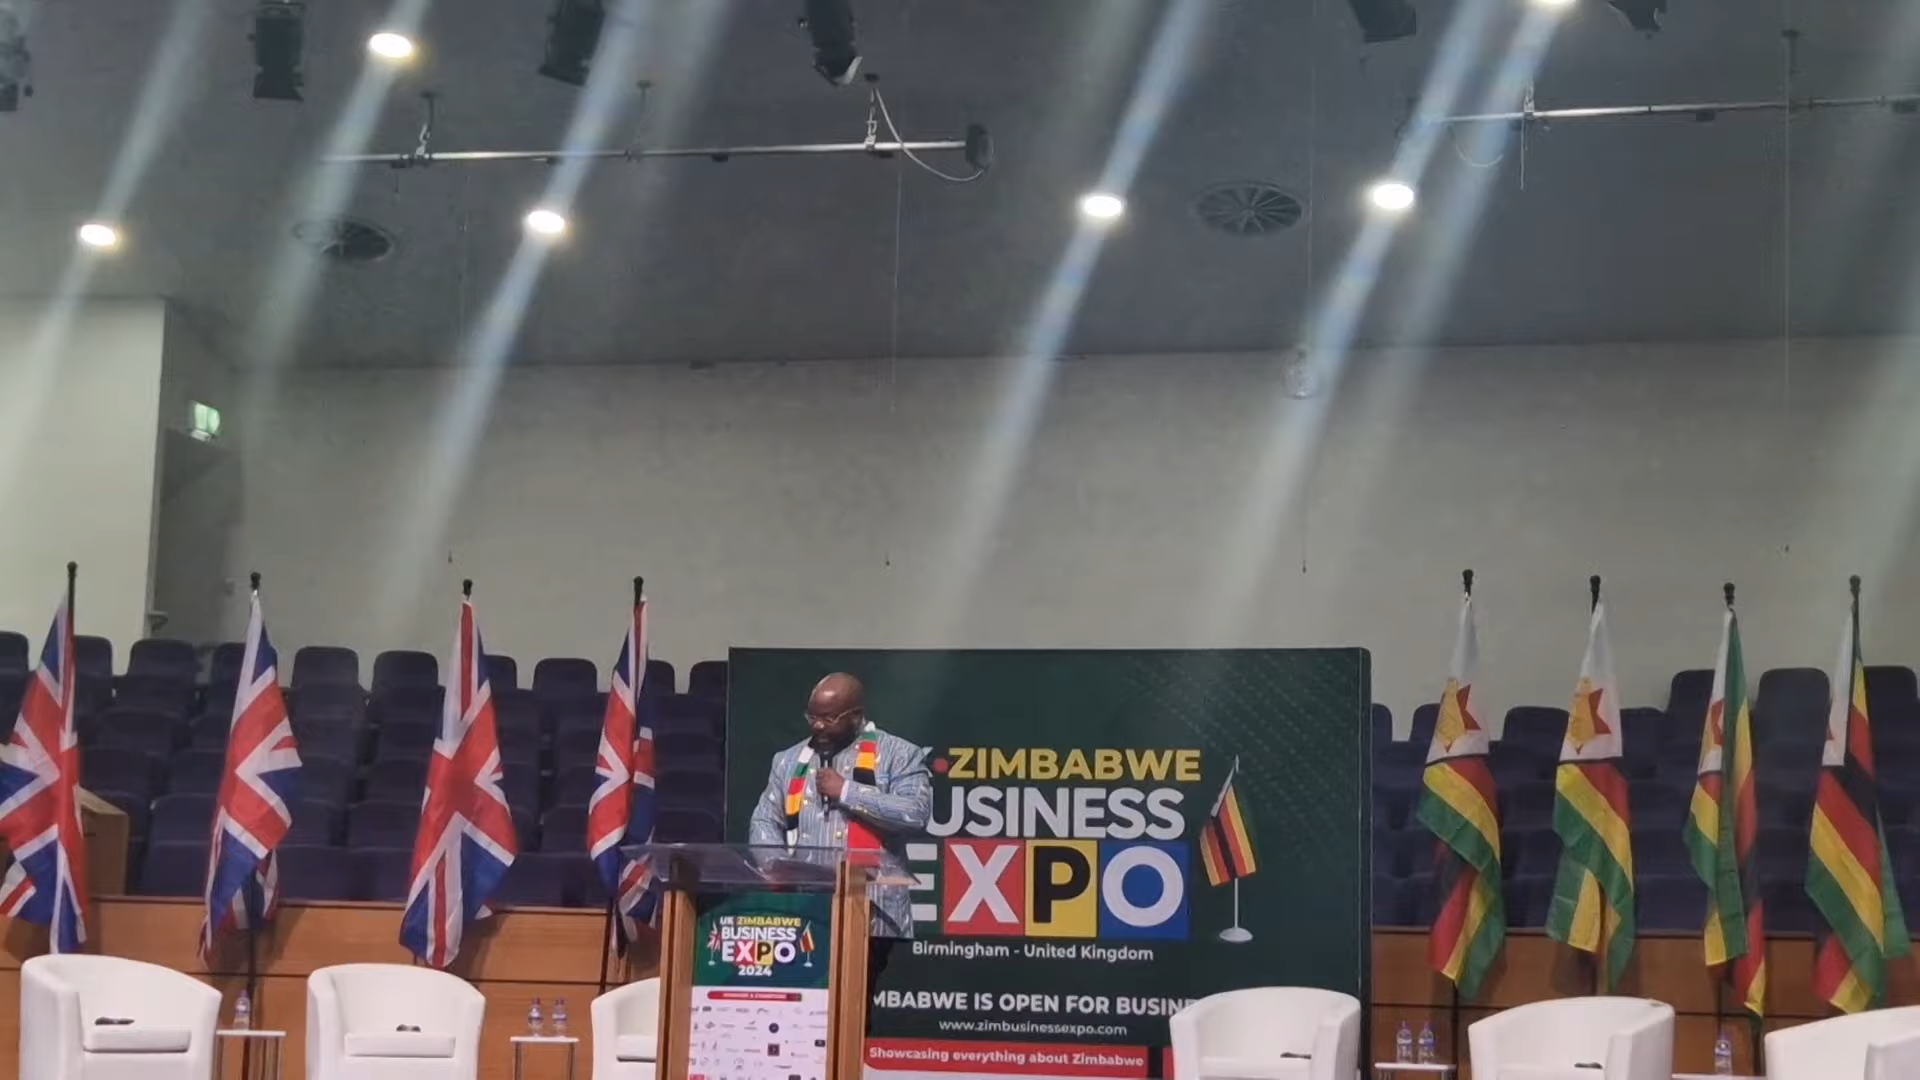 ZIMBABWE
USINESS
EXPO
Birmingham - United Kingdom
MBABWE IS OPEN FOR BUSINE
www.zimbusinessexpo.com
Showcasing everything about Zimbabwe
UK ZIMBABWE
BUSINESS
EXPO
2024